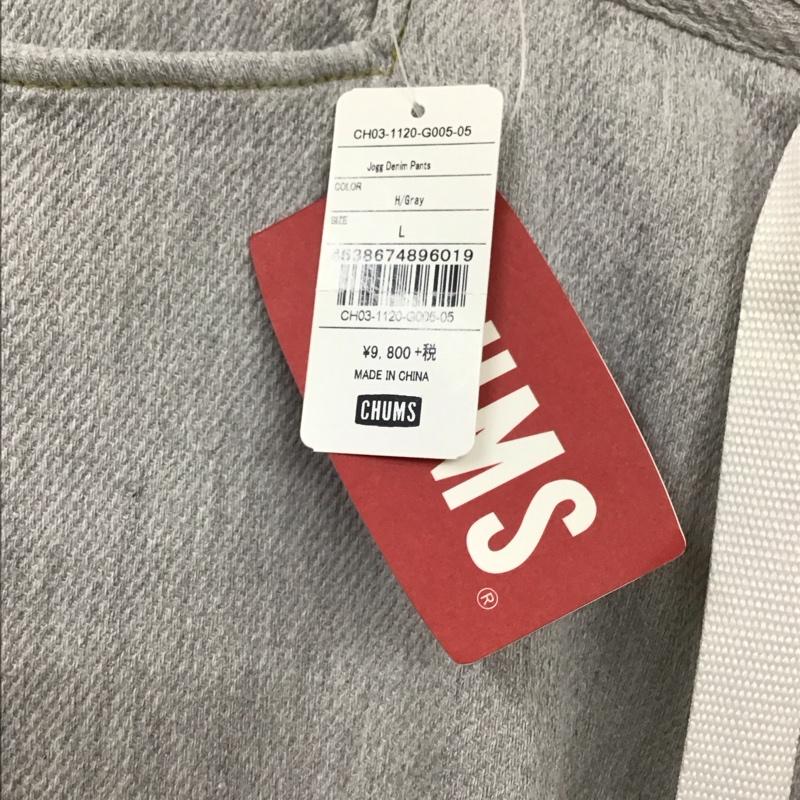 CH03-1120-G005-05
Jogg Denim Pants
COLOR
H/Gray
SIZE
L
4538674896019
CH03-1120-G005-05
¥9,800+税
MADE IN CHINA
CHUMS
UMS
®